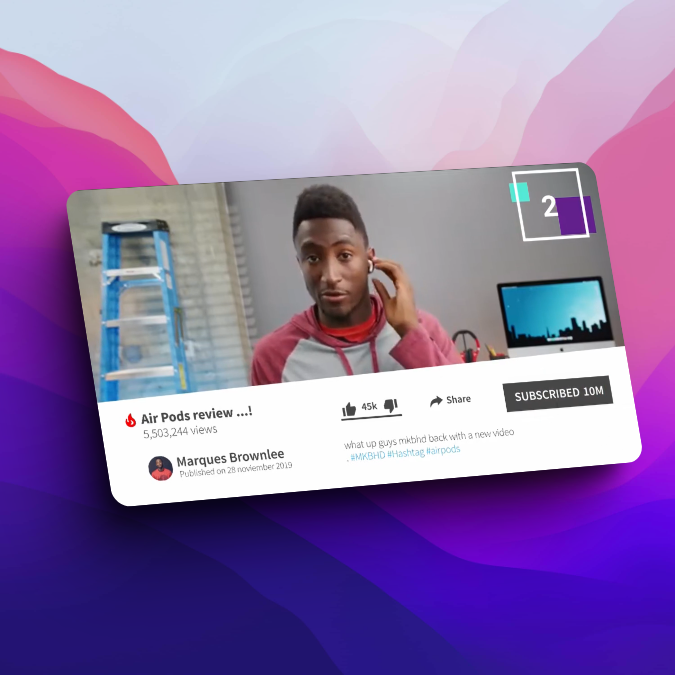 2
Air Pods review ...!
5,503,244 views
45k
Share
SUBSCRIBED 10M
Marques Brownlee
Published on 28 noviember 2019
what up guys mkbhd back with a new video
. #MKBHD #Hashtag #airpods